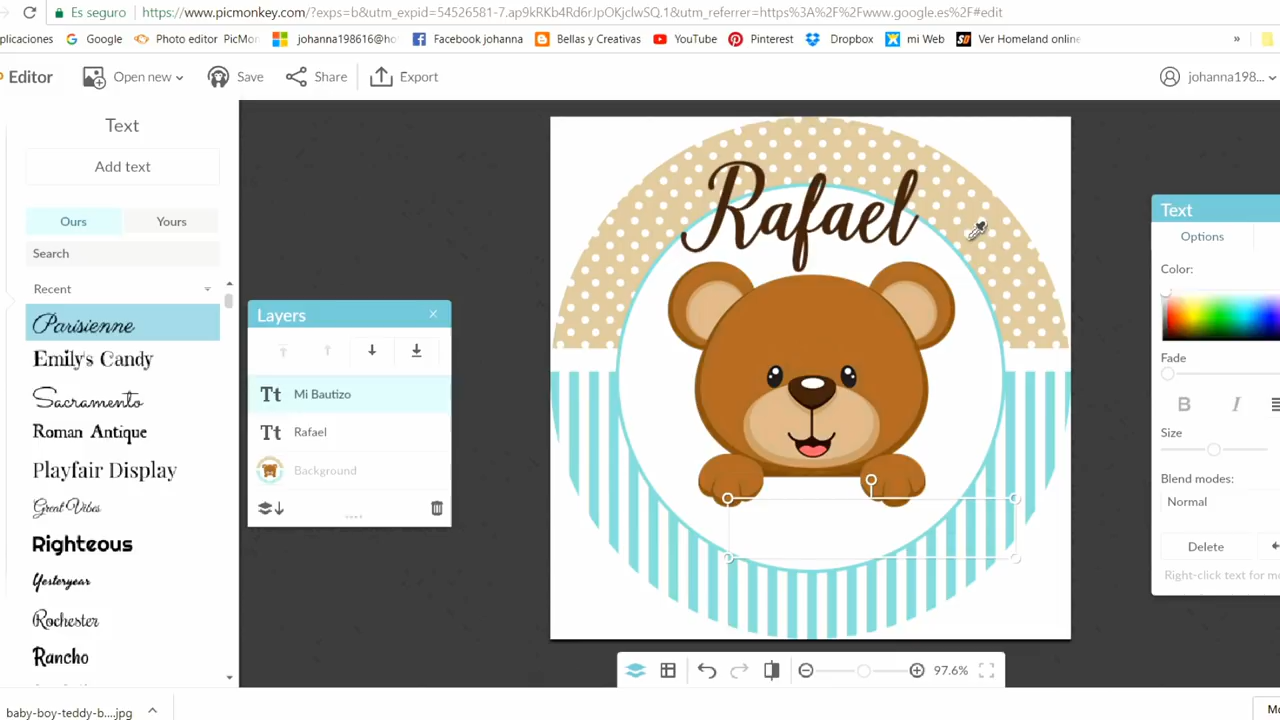 Es seguro https://www.picmonkey.com/?exps=b&utm_expid=54526581-7.ap9kRKb4Rd6rJpOKjclwSQ.1&utm_referrer=https%3A%2F%2Fwww.google.es%2F#edit
plicaciones Google Photo editor PicMon johanna198616@ho Facebook johanna Bellas y Creativas YouTube Pinterest Dropbox mi Web Ver Homeland online »
Editor Open new Save Share Export johanna198...
Text
Add text
Ours Yours
Search
Recent
Parisienne
Emily's Candy
Sacramento
Roman Antique
Playfair Display
Great Vibes
Righteous
Yesteryear
Rochester
Rancho
Layers
Tt Mi Bautizo
Tt Rafael
Background
Rafael
Text
Options
Color:
Fade
B I
Size
Blend modes:
Normal
Delete
Right-click text for mo
97.6%
baby-boy-teddy-b....jpg
Mo